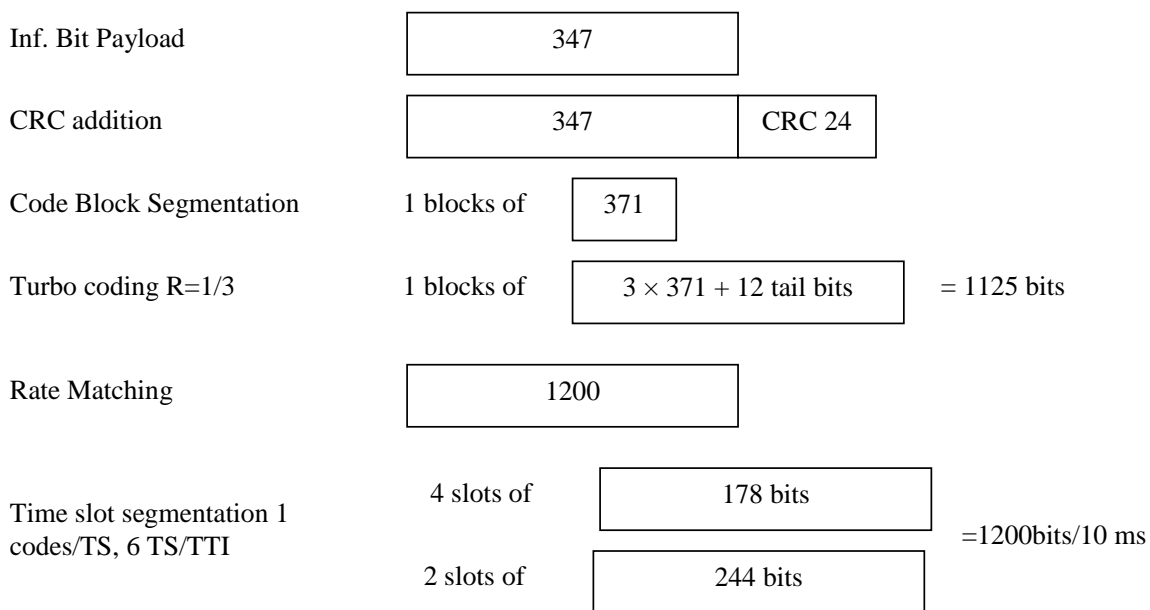 Inf. Bit Payload 347
CRC addition 347 CRC 24
Code Block Segmentation 1 blocks of 371
Turbo coding R=1/3 1 blocks of 3 × 371 + 12 tail bits = 1125 bits
Rate Matching 1200
4 slots of 178 bits
Time slot segmentation 1
codes/TS, 6 TS/TTI
=1200bits/10 ms
2 slots of 244 bits